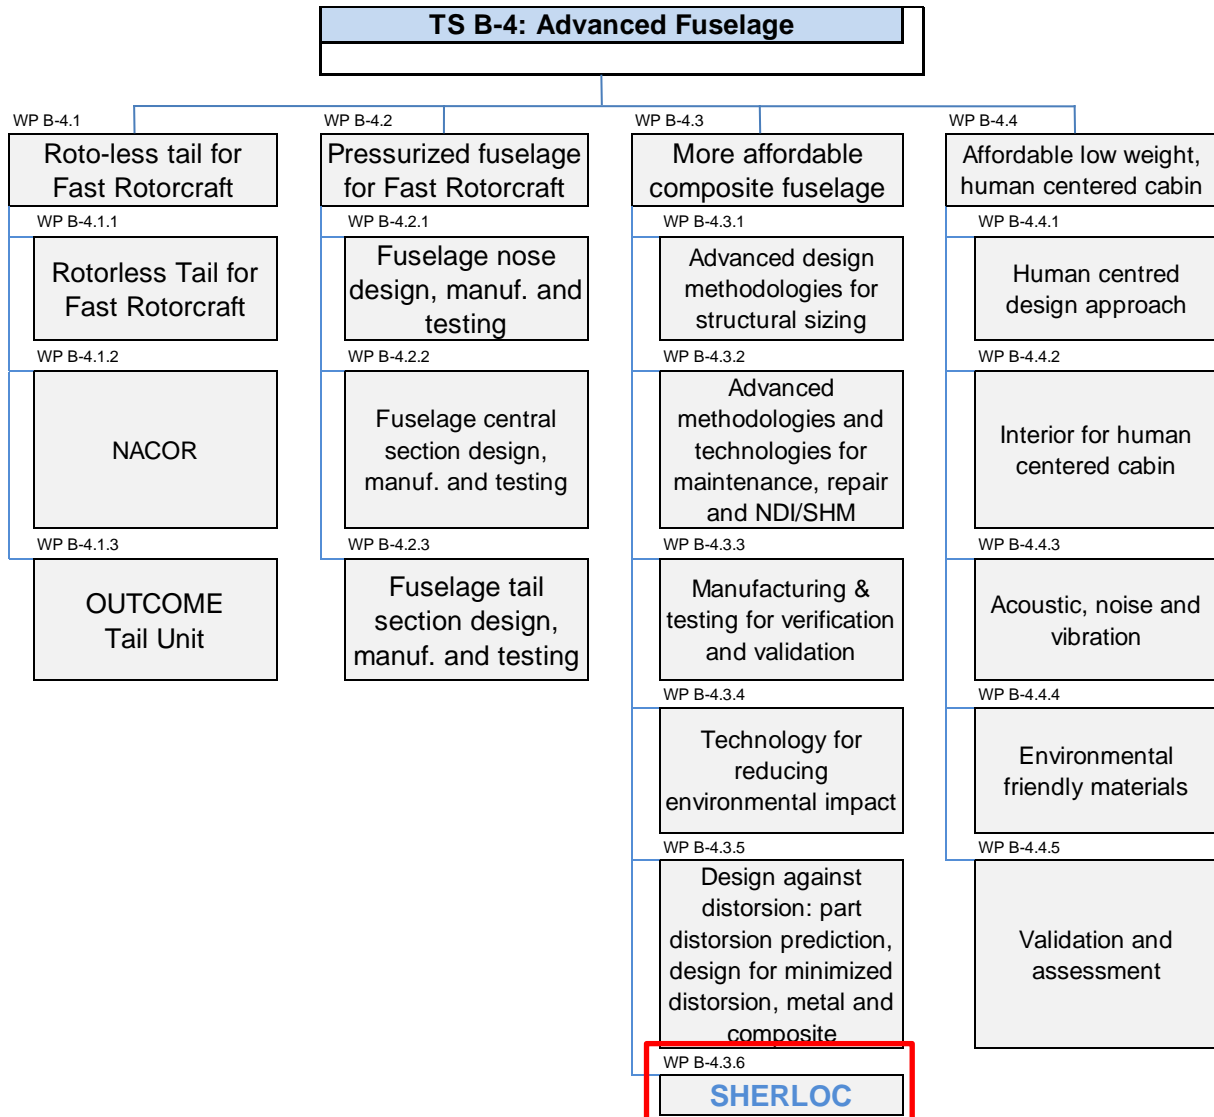 TS B-4: Advanced Fuselage
WP B-4.1
Roto-less tail for
Fast Rotorcraft
WP B-4.1.1
Rotorless Tail for
Fast Rotorcraft
WP B-4.1.2
NACOR
WP B-4.1.3
OUTCOME
Tail Unit
WP B-4.2
Pressurized fuselage
for Fast Rotorcraft
WP B-4.2.1
Fuselage nose
design, manuf. and
testing
WP B-4.2.2
Fuselage central
section design,
manuf. and testing
WP B-4.2.3
Fuselage tail
section design,
manuf. and testing
WP B-4.3
More affordable
composite fuselage
WP B-4.3.1
Advanced design
methodologies for
structural sizing
WP B-4.3.2
Advanced
methodologies and
technologies for
maintenance, repair
and NDI/SHM
WP B-4.3.3
Manufacturing &
testing for verification
and validation
WP B-4.3.4
Technology for
reducing
environmental impact
WP B-4.3.5
Design against
distorsion: part
distorsion prediction,
design for minimized
distorsion, metal and
composite
WP B-4.3.6
SHERLOC
WP B-4.4
Affordable low weight,
human centered cabin
WP B-4.4.1
Human centred
design approach
WP B-4.4.2
Interior for human
centered cabin
WP B-4.4.3
Acoustic, noise and
vibration
WP B-4.4.4
Environmental
friendly materials
WP B-4.4.5
Validation and
assessment